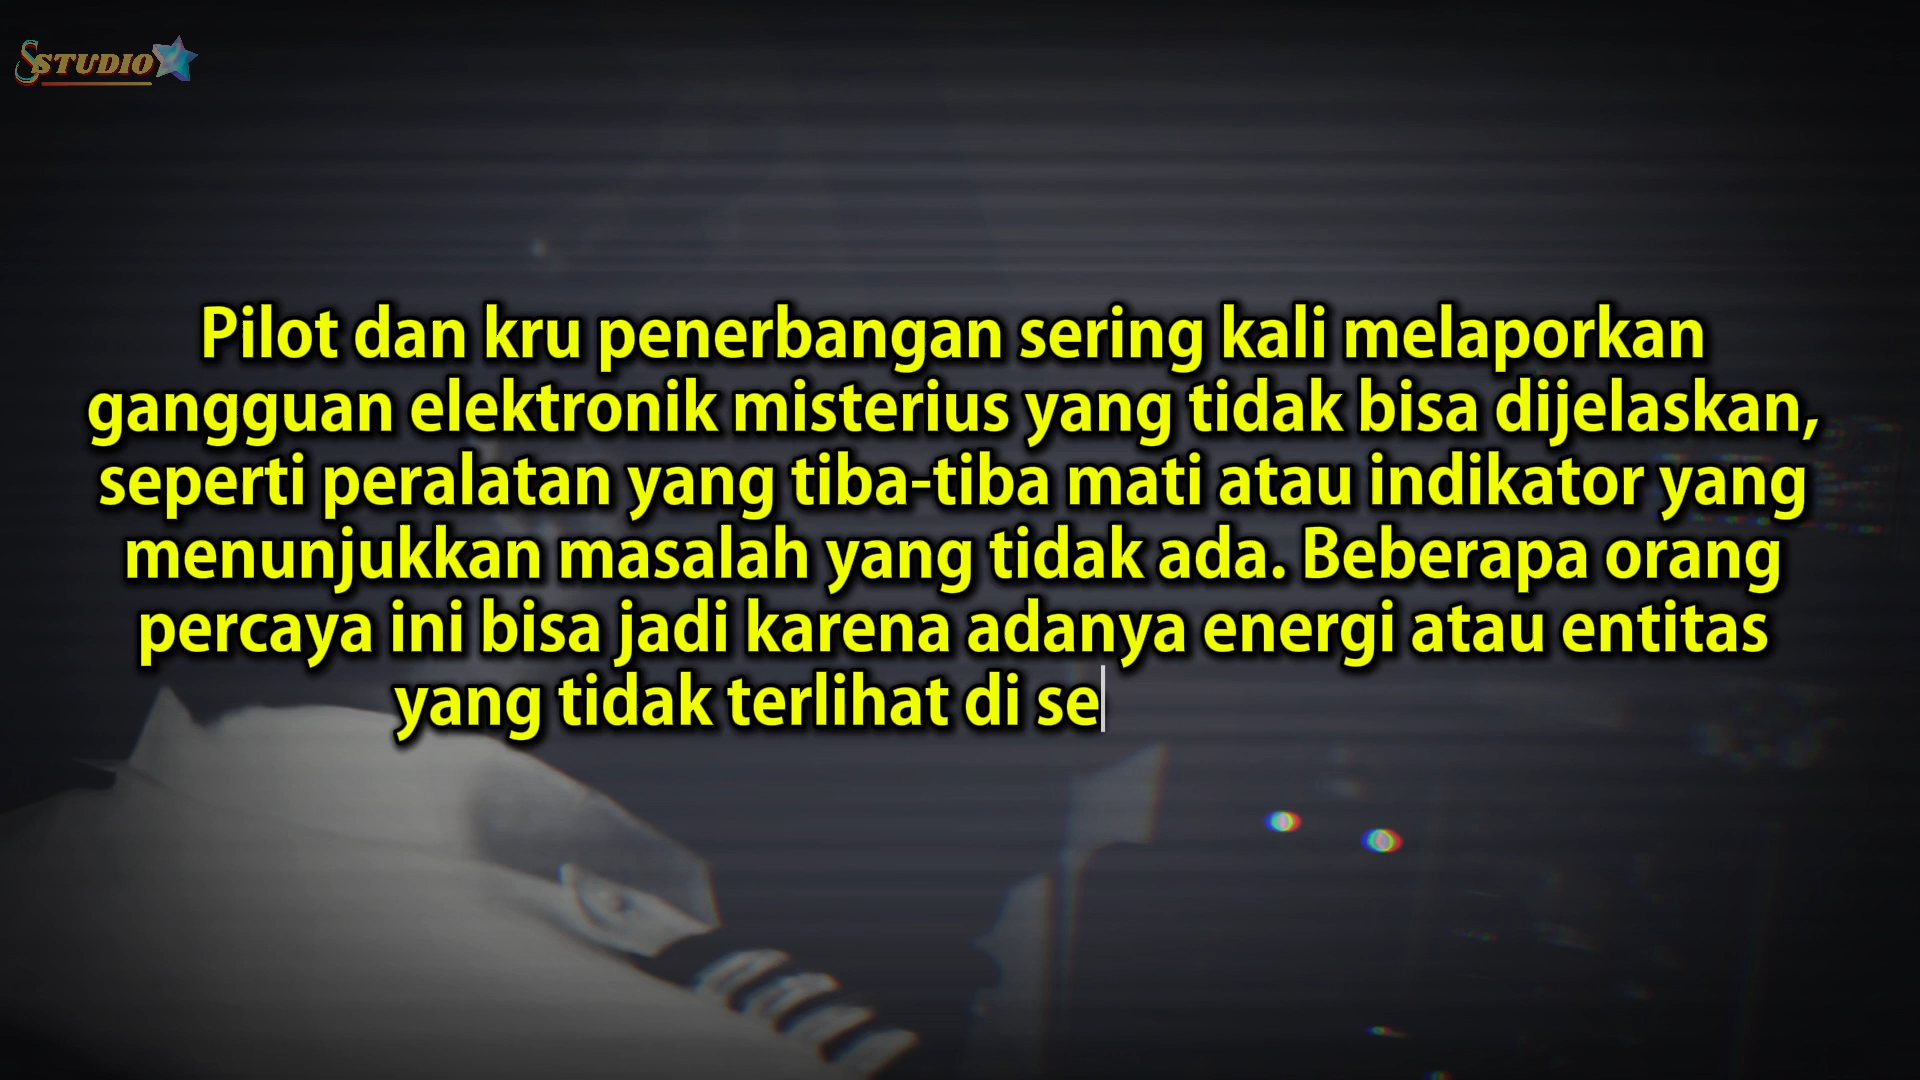 SSTUDIO
Pilot dan kru penerbangan sering kali melaporkan
gangguan elektronik misterius yang tidak bisa dijelaskan,
seperti peralatan yang tiba-tiba mati atau indikator yang
menunjukkan masalah yang tidak ada. Beberapa orang
percaya ini bisa jadi karena adanya energi atau entitas
yang tidak terlihat di se